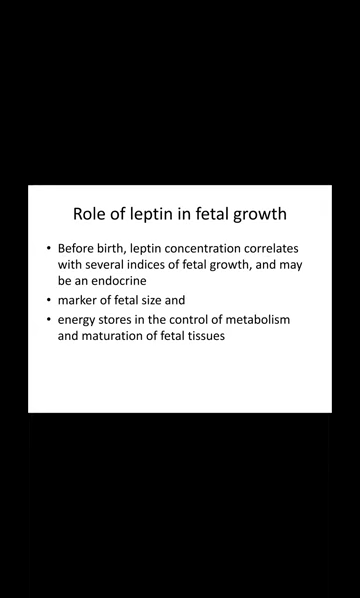 Role of leptin in fetal growth
• Before birth, leptin concentration correlates
with several indices of fetal growth, and may
be an endocrine
• marker of fetal size and
• energy stores in the control of metabolism
and maturation of fetal tissues